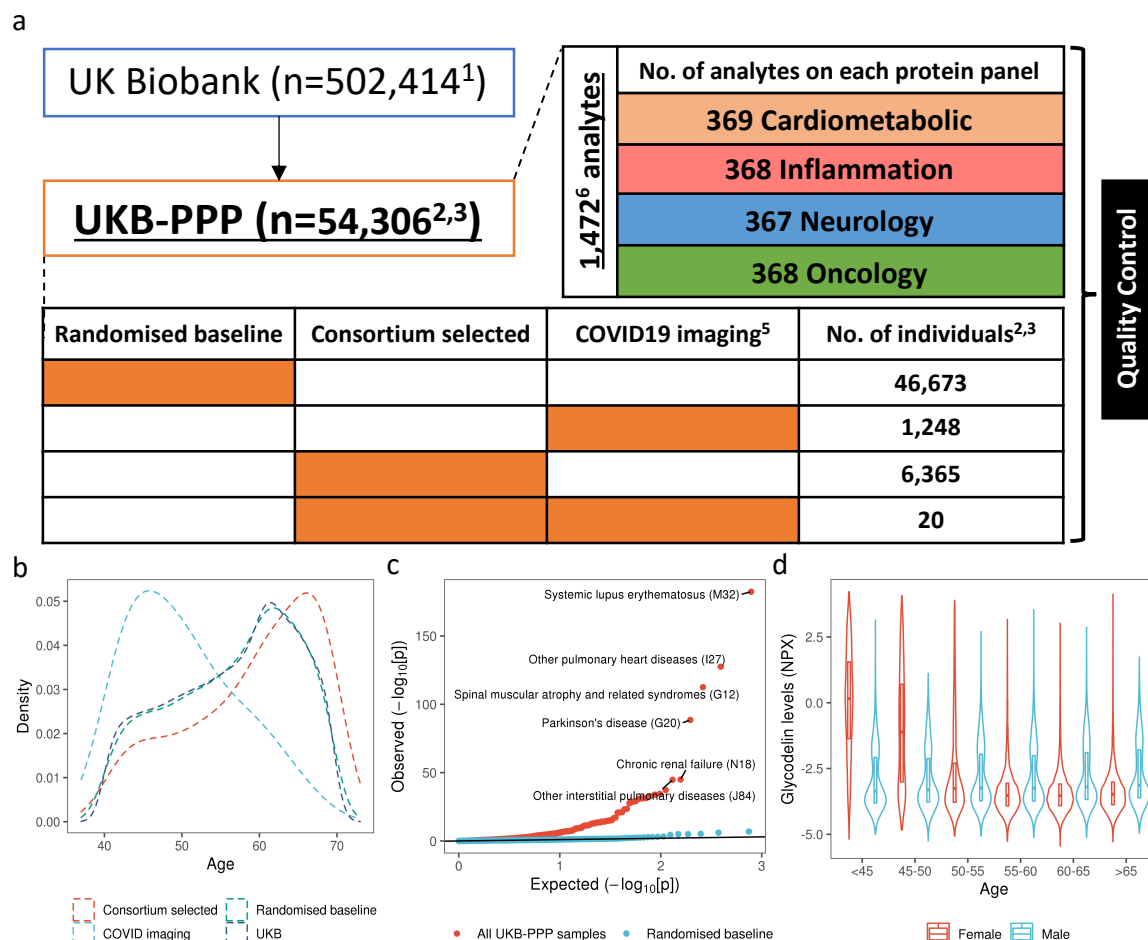 a
UK Biobank (n=502,414¹)
UKB-PPP (n=54,306²,³)
1,472⁶ analytes
No. of analytes on each protein panel
369 Cardiometabolic
368 Inflammation
367 Neurology
368 Oncology
Quality Control
Randomised baseline Consortium selected COVID19 imaging⁵ No. of individuals²,³
46,673
1,248
6,365
20
b
0.05
0.04
0.03
0.02
0.01
0.00
Density
40 50 60 70
Age
Consortium selected Randomised baseline
COVID imaging UKB
c
Systemic lupus erythematosus (M32)
Other pulmonary heart diseases (I27)
Spinal muscular atrophy and related syndromes (G12)
Parkinson's disease (G20)
Chronic renal failure (N18)
Other interstitial pulmonary diseases (J84)
150
100
50
0
Observed (−log₁₀[p])
0 1 2 3
Expected (−log₁₀[p])
All UKB-PPP samples Randomised baseline
d
2.5
0.0
-2.5
-5.0
Glycodelin levels (NPX)
<45 45-50 50-55 55-60 60-65 >65
Age
Female Male